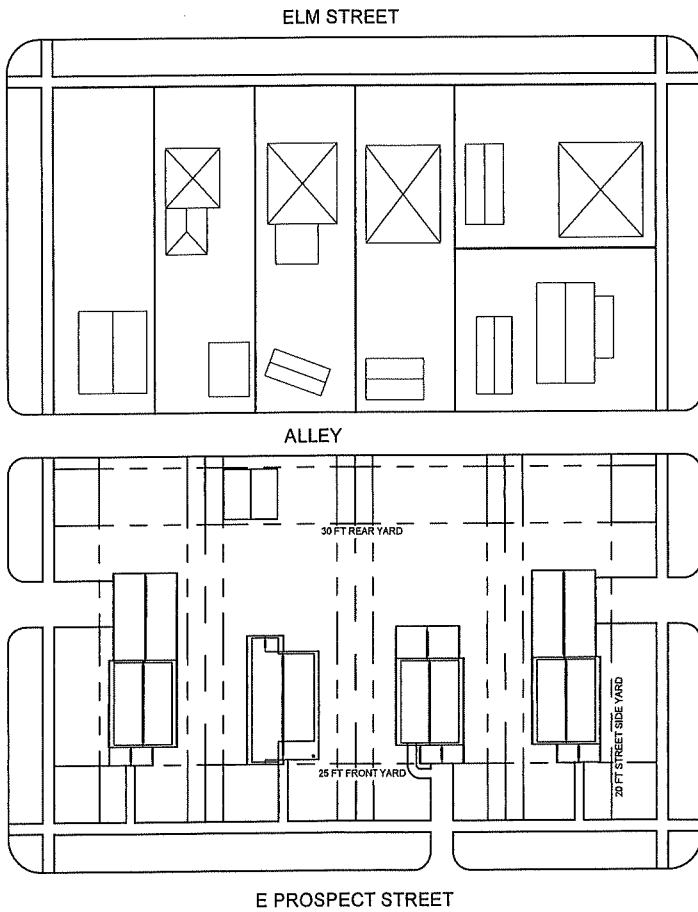 ELM STREET
ALLEY
30 FT REAR YARD
20 FT STREET SIDE YARD
25 FT FRONT YARD
E PROSPECT STREET